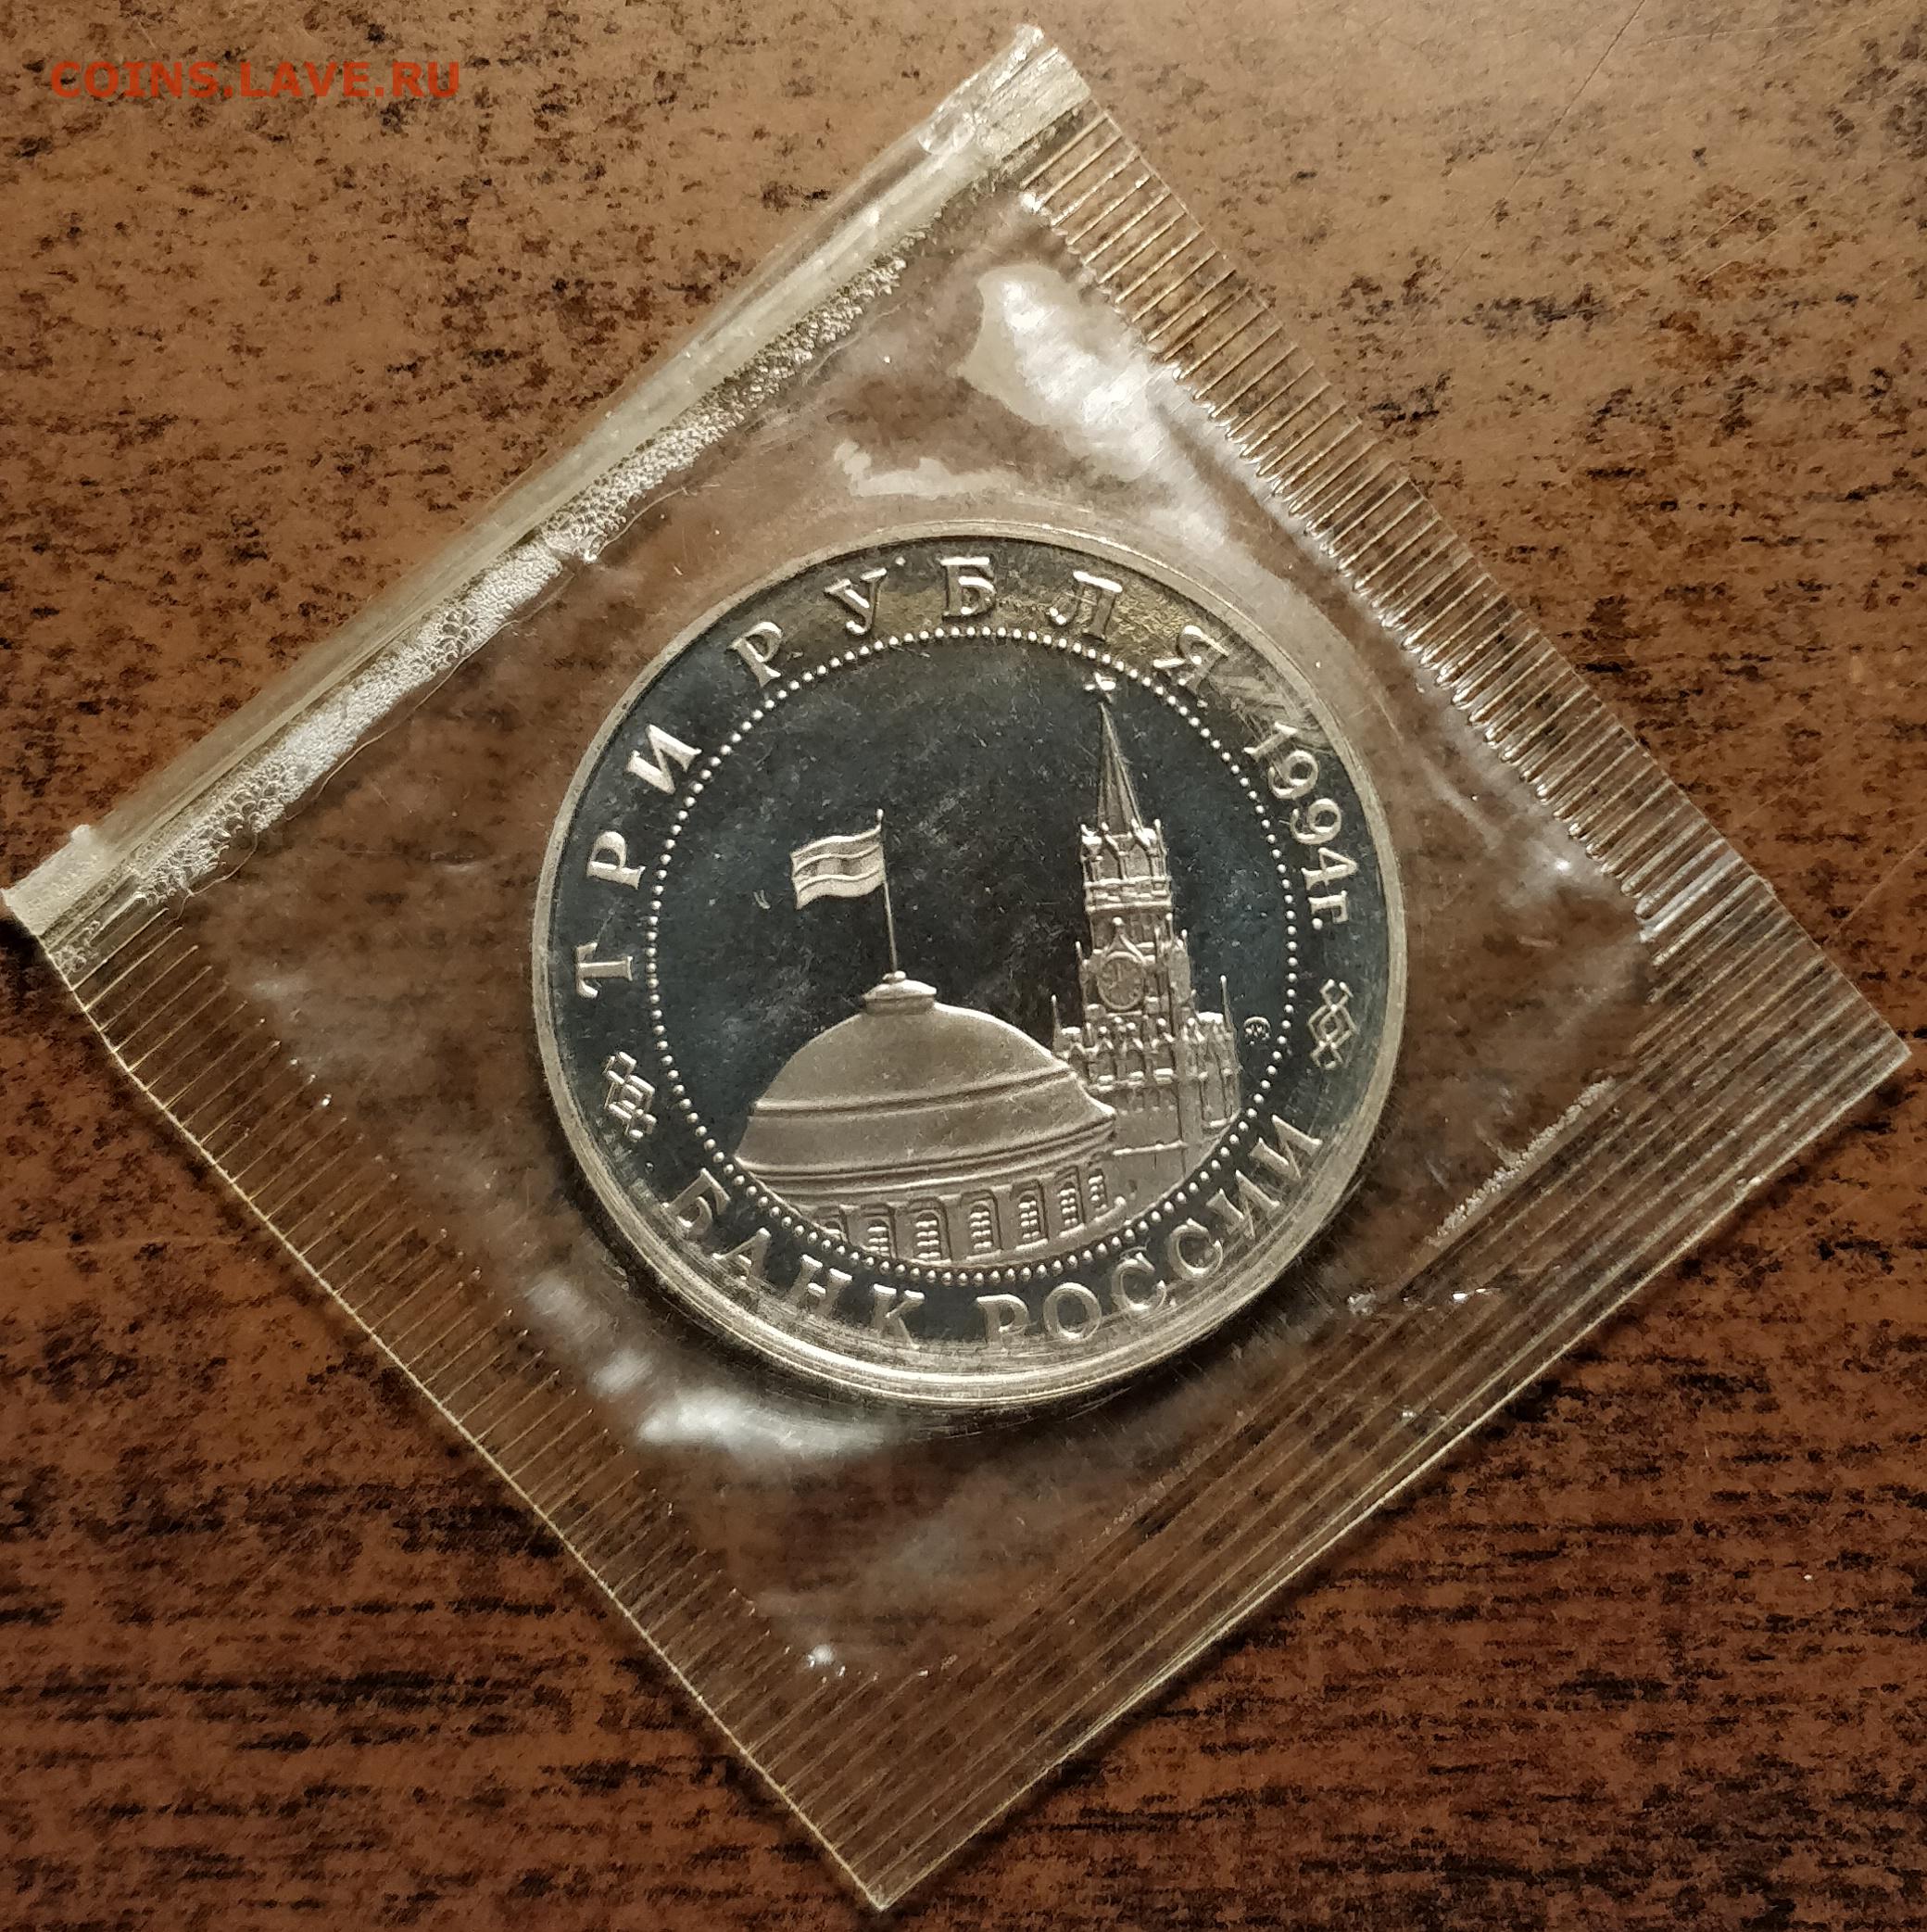 COINS.LAVE.RU
ТРИ РУБЛЯ 1994г.
БАНК РОССИИ